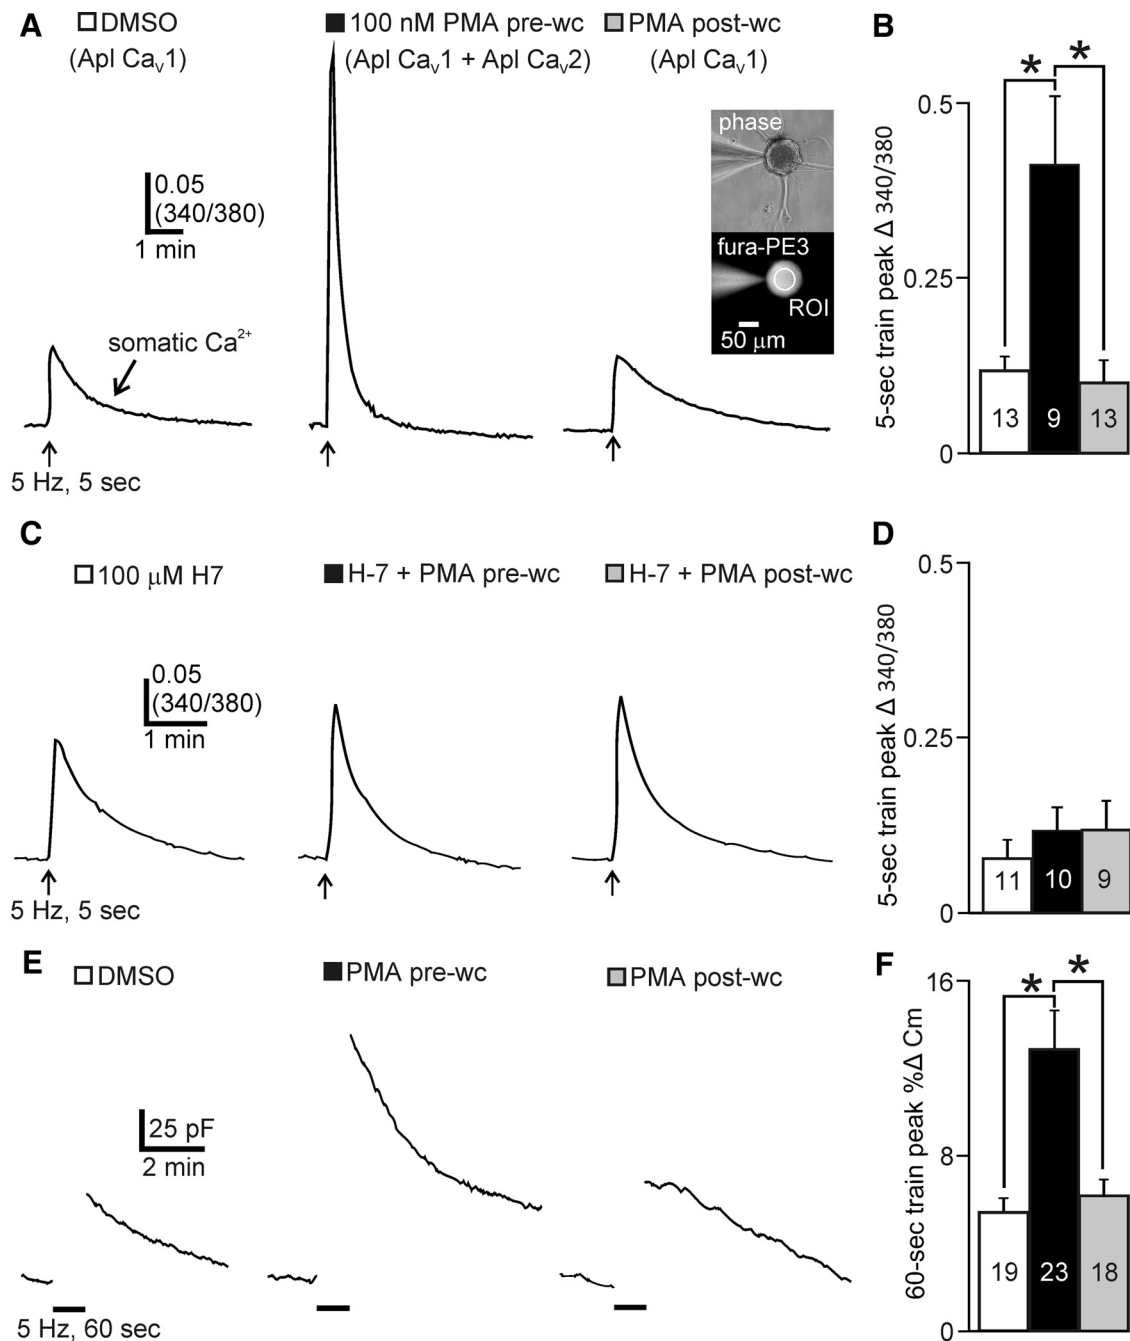 A
DMSO
(Apl Cav1)
100 nM PMA pre-wc
(Apl Cav1 + Apl Cav2)
PMA post-wc
(Apl Cav1)
0.05
(340/380)
1 min
somatic Ca2+
5 Hz, 5 sec
phase
fura-PE3
ROI
50 μm
B
5-sec train peak Δ 340/380
0.5
0.25
0
* *
13 9 13
C
100 μM H7
H-7 + PMA pre-wc
H-7 + PMA post-wc
0.05
(340/380)
1 min
5 Hz, 5 sec
D
5-sec train peak Δ 340/380
0.5
0.25
0
11 10 9
E
DMSO
PMA pre-wc
PMA post-wc
25 pF
2 min
5 Hz, 60 sec
F
60-sec train peak %Δ Cm
16
8
0
* *
19 23 18